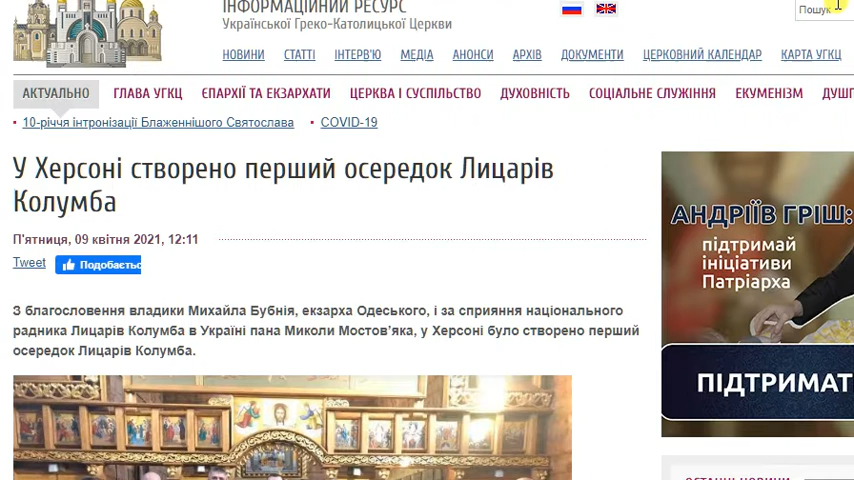 ІНФОРМАЦІЙНИЙ РЕСУРС
Української Греко-Католицької Церкви
Пошук
НОВИНИ СТАТТІ ІНТЕРВ'Ю МЕДІА АНОНСИ АРХІВ ДОКУМЕНТИ ЦЕРКОВНИЙ КАЛЕНДАР КАРТА УГКЦ
АКТУАЛЬНО ГЛАВА УГКЦ ЄПАРХІЇ ТА ЕКЗАРХАТИ ЦЕРКВА І СУСПІЛЬСТВО ДУХОВНІСТЬ СОЦІАЛЬНЕ СЛУЖІННЯ ЕКУМЕНІЗМ ДУШП
10-річчя інтронізації Блаженнішого Святослава COVID-19
У Херсоні створено перший осередок Лицарів
Колумба
П'ятниця, 09 квітня 2021, 12:11
Tweet Подобаєтьс
З благословення владики Михайла Бубнія, екзарха Одеського, і за сприяння національного
радника Лицарів Колумба в Україні пана Миколи Мостов'яка, у Херсоні було створено перший
осередок Лицарів Колумба.
АНДРІЇВ ГРІШ:
підтримай
ініціативи
Патріарха
ПІДТРИМАТ
ОСТАННІ НОВИНИ